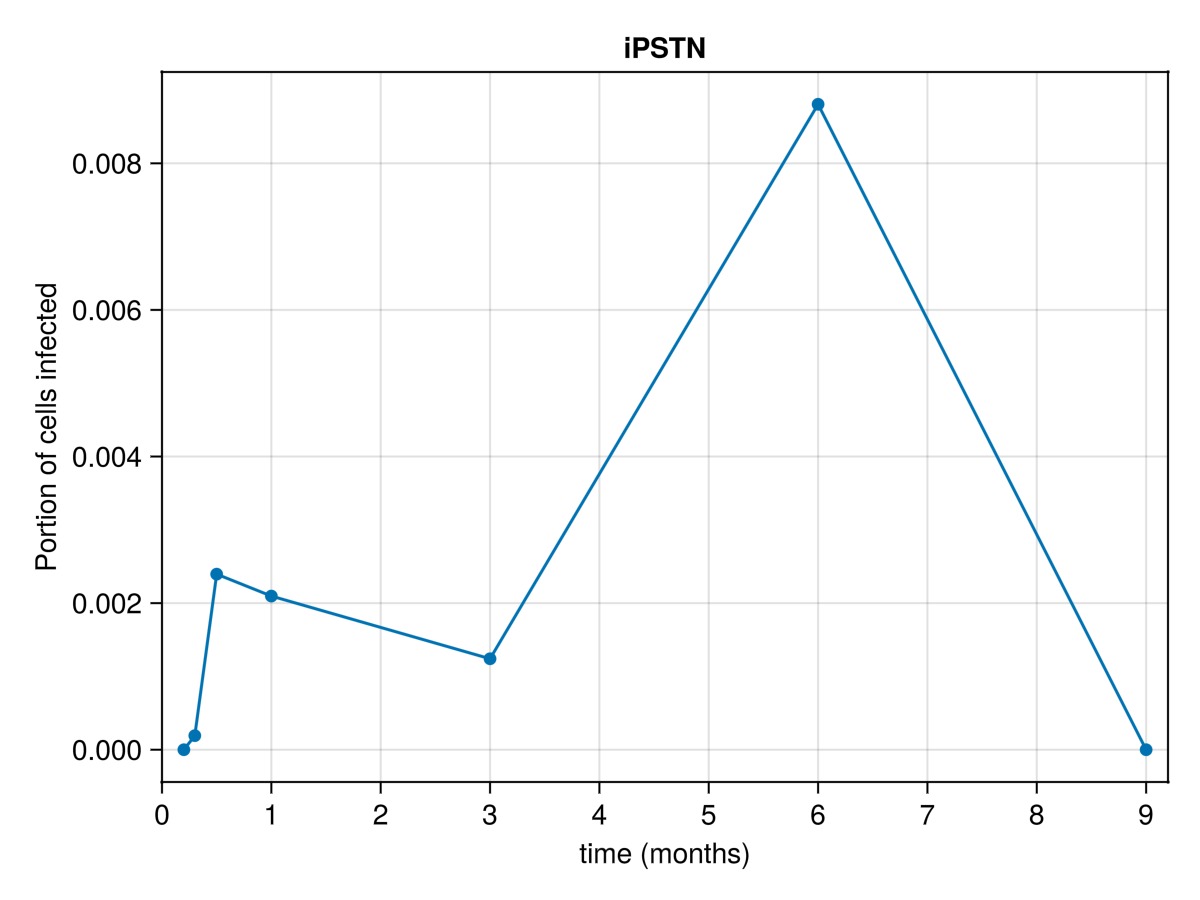 iPSTN
0.008
0.006
0.004
0.002
0.000
Portion of cells infected
0 1 2 3 4 5 6 7 8 9
time (months)